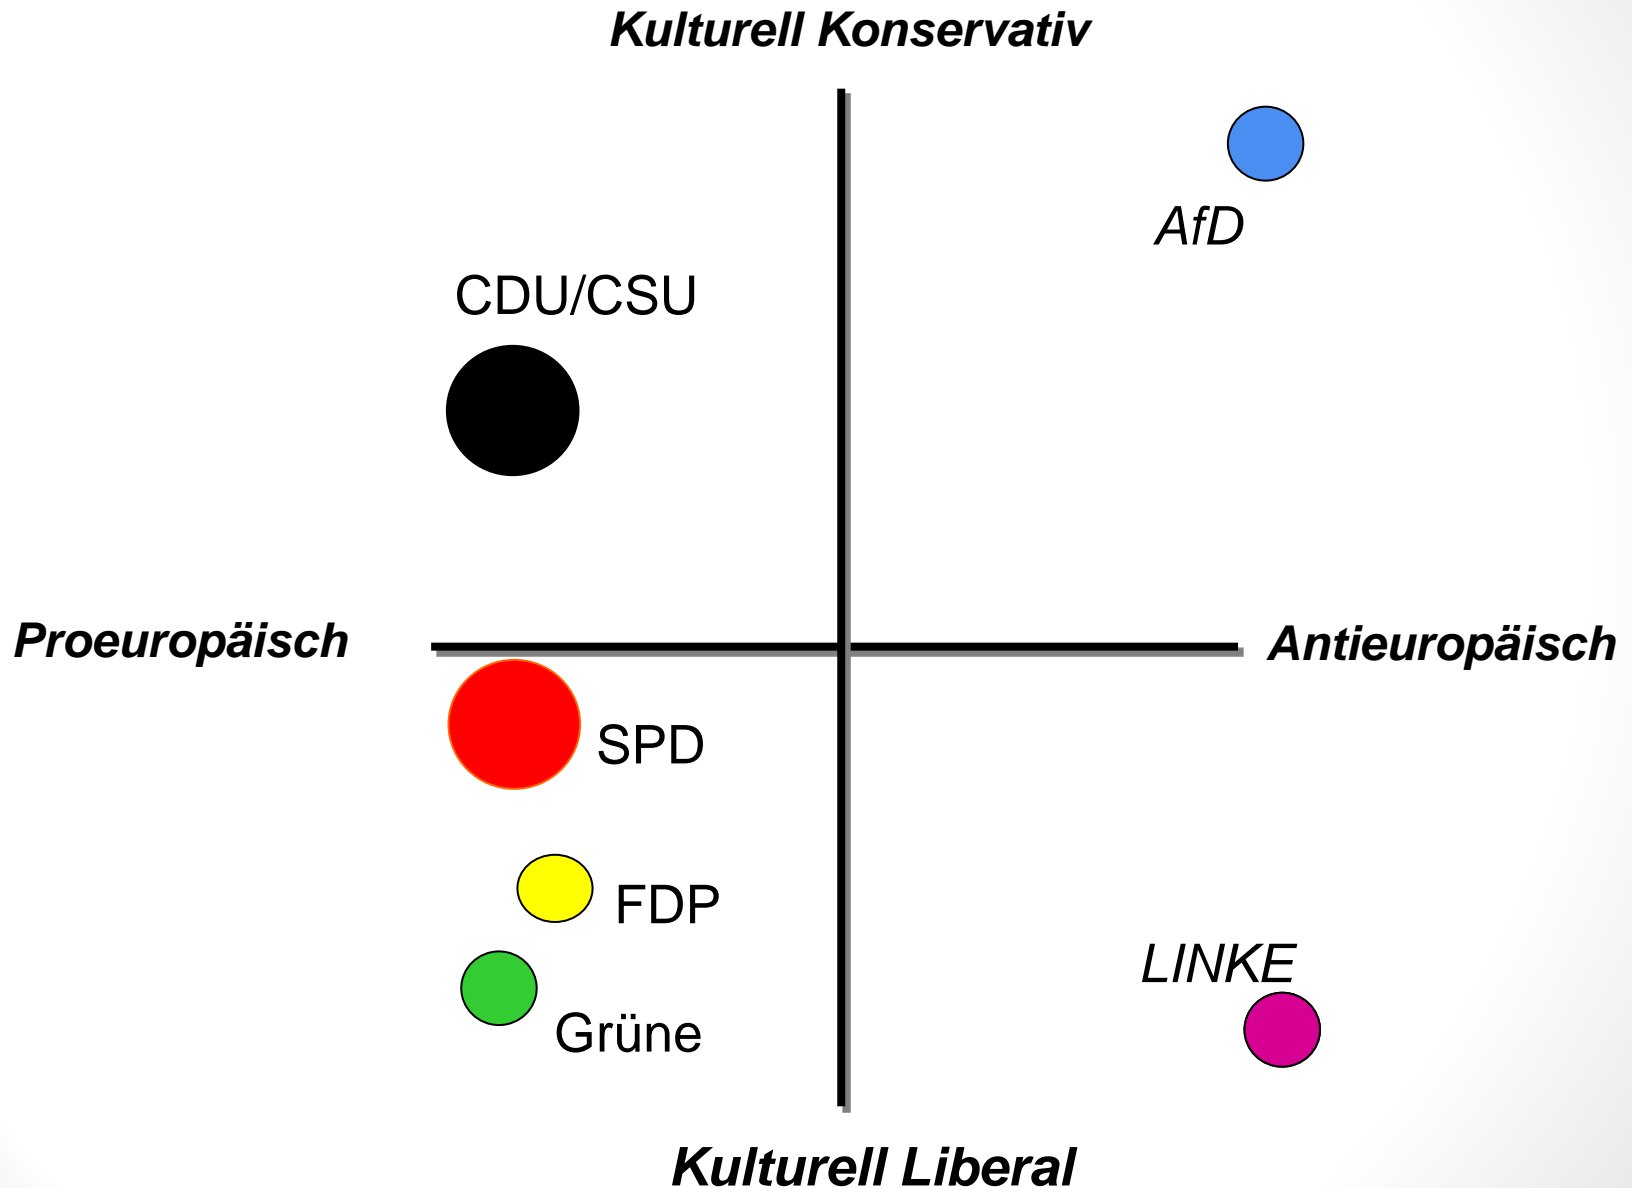 Kulturell Konservativ
AfD
CDU/CSU
Proeuropäisch
Antieuropäisch
SPD
FDP
LINKE
Grüne
Kulturell Liberal